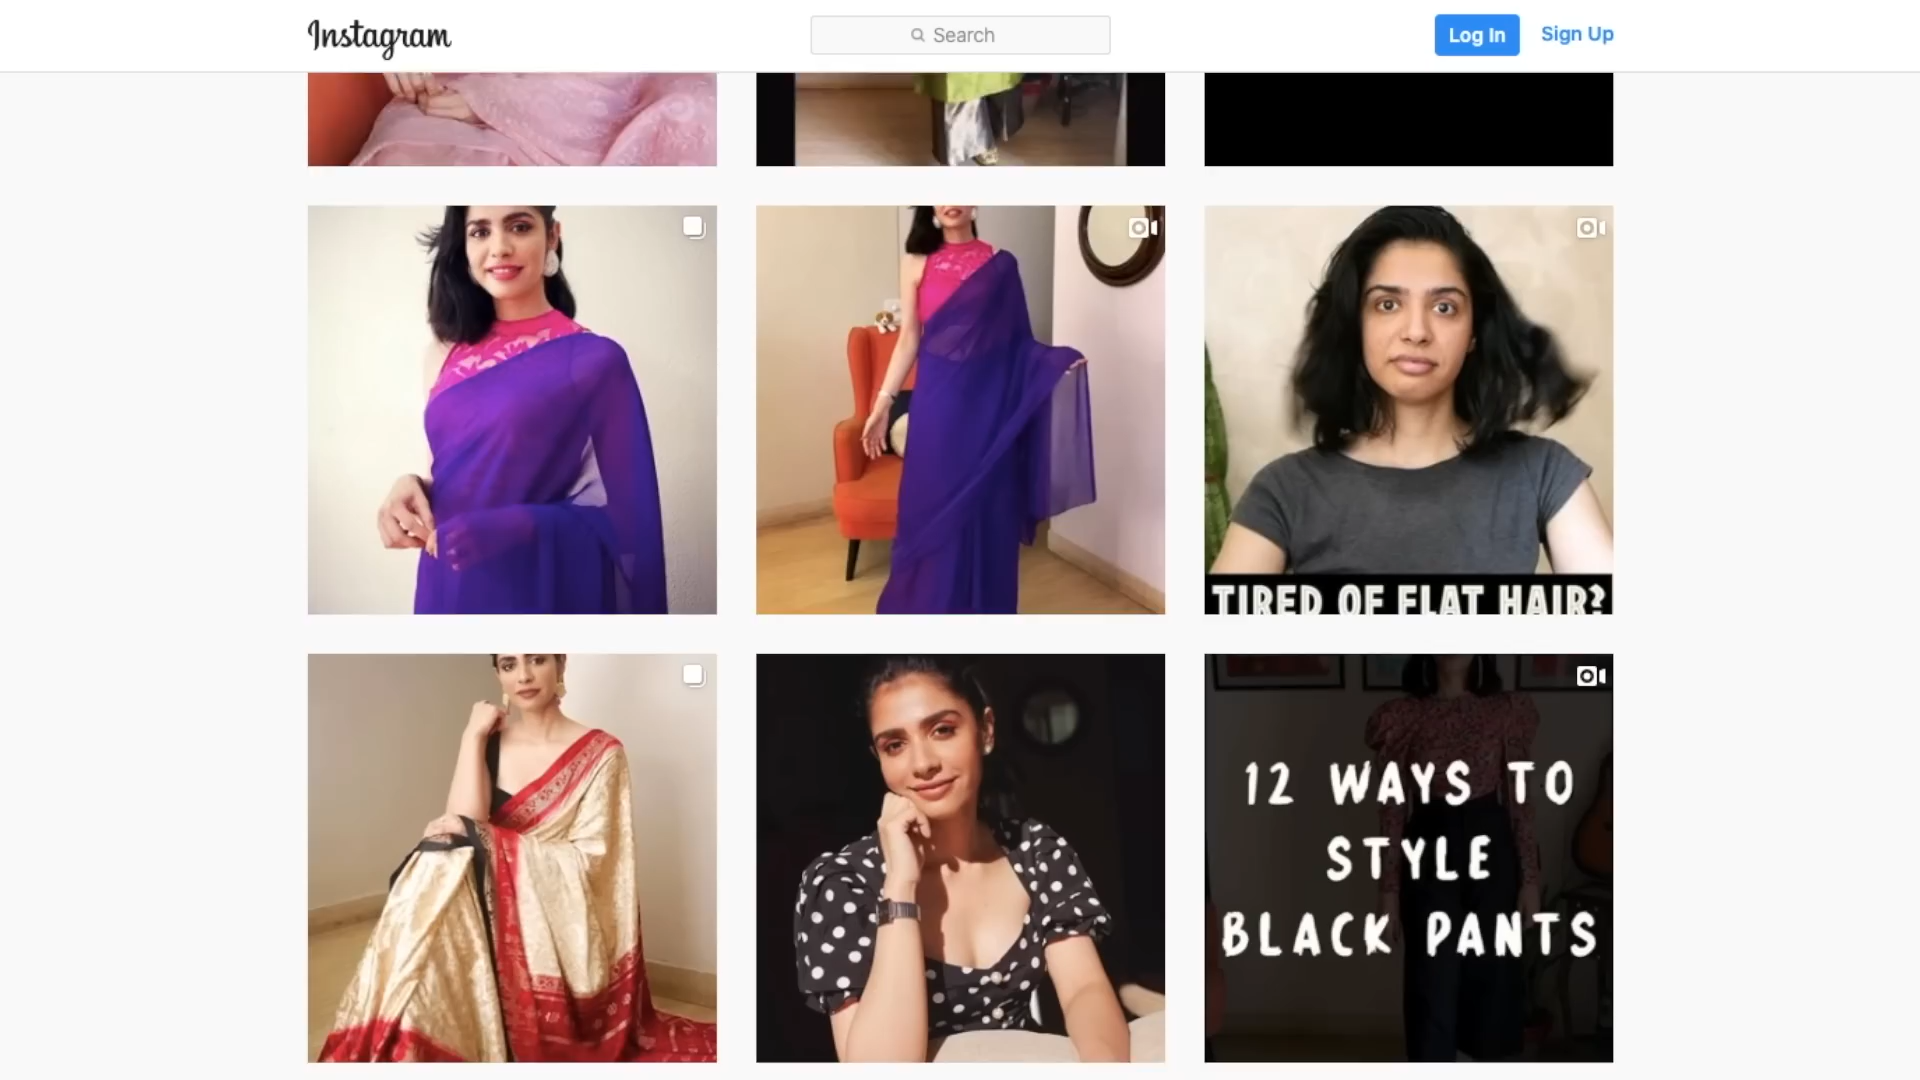 Instagram
Search
Log In
Sign Up
TIRED OF FLAT HAIR?
12 WAYS TO
STYLE
BLACK PANTS